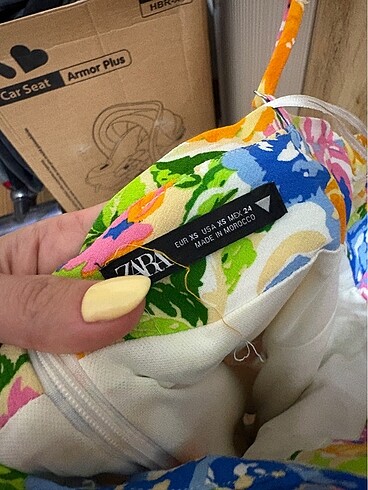 HBR
Car Seat Armor Plus
EUR XS USA XS MEX 24
MADE IN MOROCCO
ZARA